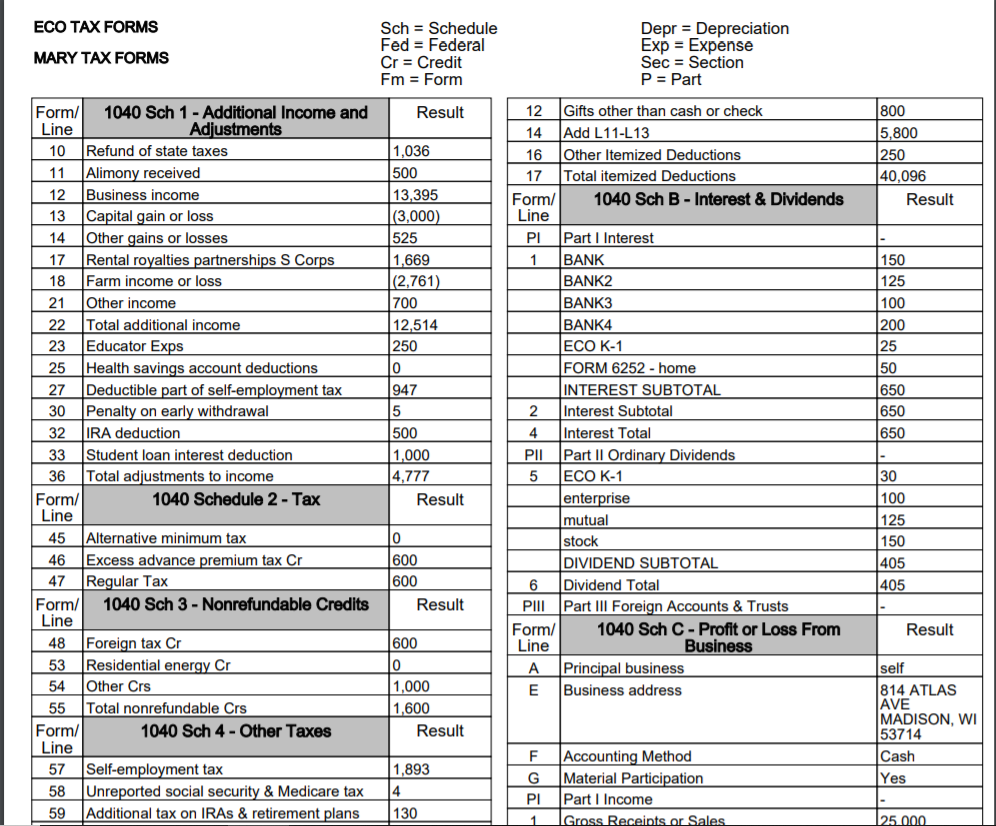 ECO TAX FORMS
MARY TAX FORMS
Sch = Schedule
Fed = Federal
Cr = Credit
Fm = Form
Depr = Depreciation
Exp = Expense
Sec = Section
P = Part
Form/ Line 1040 Sch 1 - Additional Income and Adjustments Result
10 Refund of state taxes 1,036
11 Alimony received 500
12 Business income 13,395
13 Capital gain or loss (3,000)
14 Other gains or losses 525
17 Rental royalties partnerships S Corps 1,669
18 Farm income or loss (2,761)
21 Other income 700
22 Total additional income 12,514
23 Educator Exps 250
25 Health savings account deductions 0
27 Deductible part of self-employment tax 947
30 Penalty on early withdrawal 5
32 IRA deduction 500
33 Student loan interest deduction 1,000
36 Total adjustments to income 4,777
Form/ Line 1040 Schedule 2 - Tax Result
45 Alternative minimum tax 0
46 Excess advance premium tax Cr 600
47 Regular Tax 600
Form/ Line 1040 Sch 3 - Nonrefundable Credits Result
48 Foreign tax Cr 600
53 Residential energy Cr 0
54 Other Crs 1,000
55 Total nonrefundable Crs 1,600
Form/ Line 1040 Sch 4 - Other Taxes Result
57 Self-employment tax 1,893
58 Unreported social security & Medicare tax 4
59 Additional tax on IRAs & retirement plans 130
12 Gifts other than cash or check 800
14 Add L11-L13 5,800
16 Other Itemized Deductions 250
17 Total itemized Deductions 40,096
Form/ Line 1040 Sch B - Interest & Dividends Result
PI Part I Interest -
1 BANK 150
BANK2 125
BANK3 100
BANK4 200
ECO K-1 25
FORM 6252 - home 50
INTEREST SUBTOTAL 650
2 Interest Subtotal 650
4 Interest Total 650
PII Part II Ordinary Dividends -
5 ECO K-1 30
enterprise 100
mutual 125
stock 150
DIVIDEND SUBTOTAL 405
6 Dividend Total 405
PIII Part III Foreign Accounts & Trusts -
Form/ Line 1040 Sch C - Profit or Loss From Business Result
A Principal business self
E Business address 814 ATLAS
AVE
MADISON, WI
53714
F Accounting Method Cash
G Material Participation Yes
PI Part I Income -
1 Gross Receipts or Sales 25,000